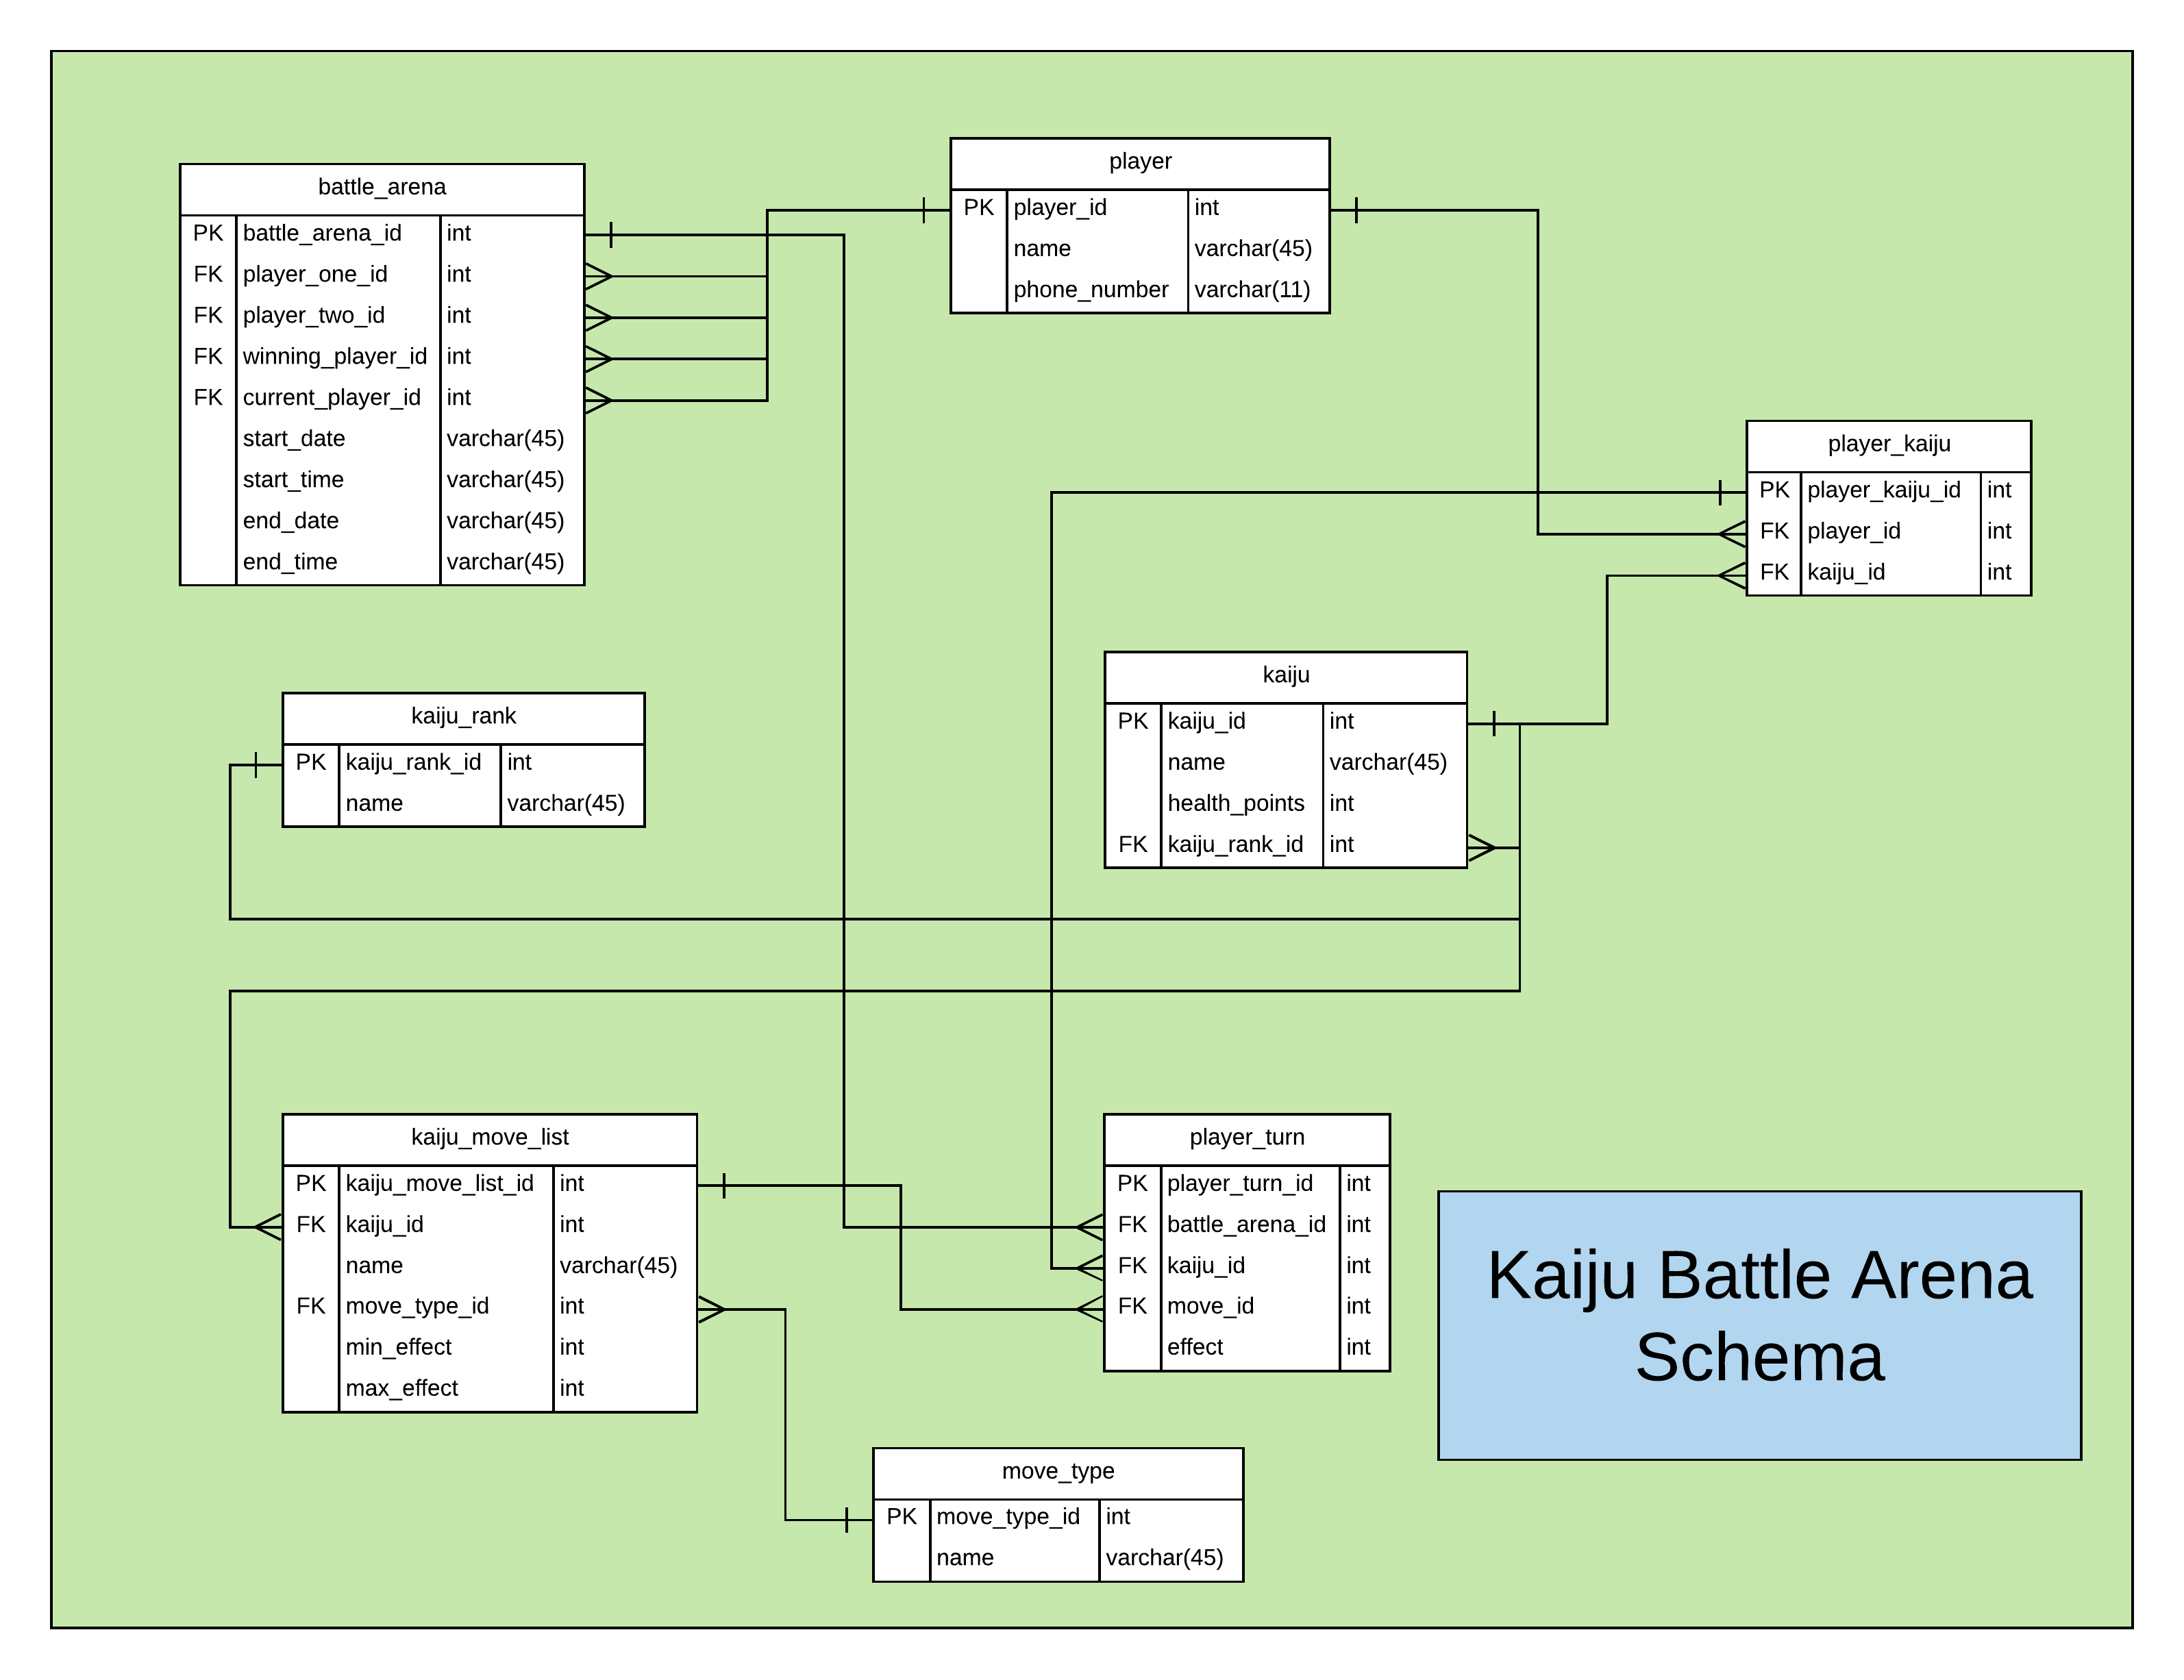 battle_arena
PK battle_arena_id int
FK player_one_id int
FK player_two_id int
FK winning_player_id int
FK current_player_id int
start_date varchar(45)
start_time varchar(45)
end_date varchar(45)
end_time varchar(45)
player
PK player_id int
name varchar(45)
phone_number varchar(11)
player_kaiju
PK player_kaiju_id int
FK player_id int
FK kaiju_id int
kaiju_rank
PK kaiju_rank_id int
name varchar(45)
kaiju
PK kaiju_id int
name varchar(45)
health_points int
FK kaiju_rank_id int
kaiju_move_list
PK kaiju_move_list_id int
FK kaiju_id int
name varchar(45)
FK move_type_id int
min_effect int
max_effect int
player_turn
PK player_turn_id int
FK battle_arena_id int
FK kaiju_id int
FK move_id int
effect int
Kaiju Battle Arena
Schema
move_type
PK move_type_id int
name varchar(45)